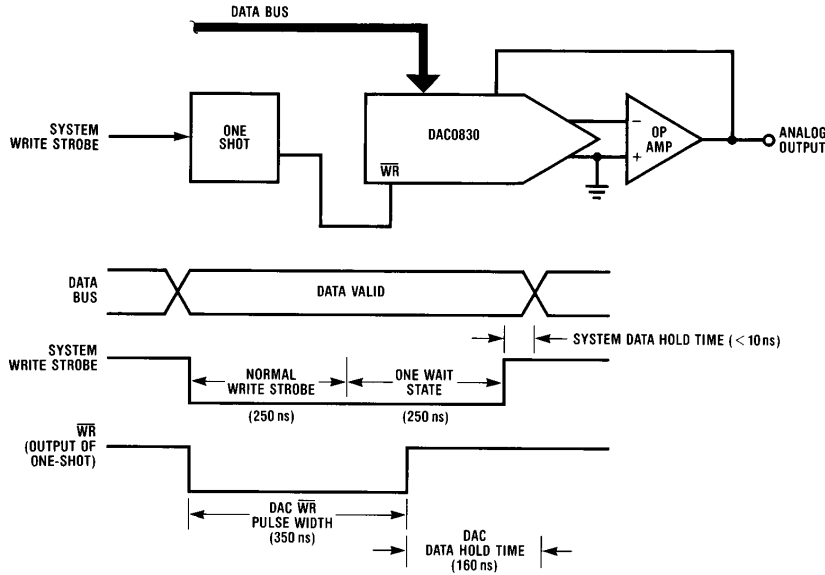 DATA BUS
SYSTEM
WRITE STROBE
ONE
SHOT
DAC0830
WR
−
+
OP
AMP
ANALOG
OUTPUT
DATA
BUS
DATA VALID
SYSTEM DATA HOLD TIME (<10ns)
SYSTEM
WRITE STROBE
NORMAL
WRITE STROBE
(250 ns)
ONE WAIT
STATE
(250 ns)
WR
(OUTPUT OF
ONE-SHOT)
DAC WR
PULSE WIDTH
(350 ns)
DAC
DATA HOLD TIME
(160 ns)